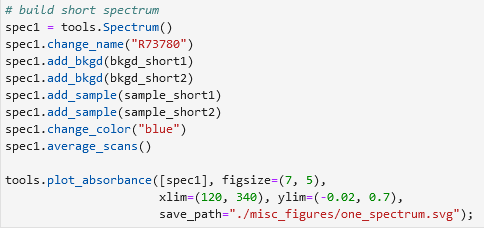 # build short spectrum
spec1 = tools.Spectrum()
spec1.change_name("R73780")
spec1.add_bkgd(bkgd_short1)
spec1.add_bkgd(bkgd_short2)
spec1.add_sample(sample_short1)
spec1.add_sample(sample_short2)
spec1.change_color("blue")
spec1.average_scans()

tools.plot_absorbance([spec1], figsize=(7, 5),
                      xlim=(120, 340), ylim=(-0.02, 0.7),
                      save_path="./misc_figures/one_spectrum.svg");